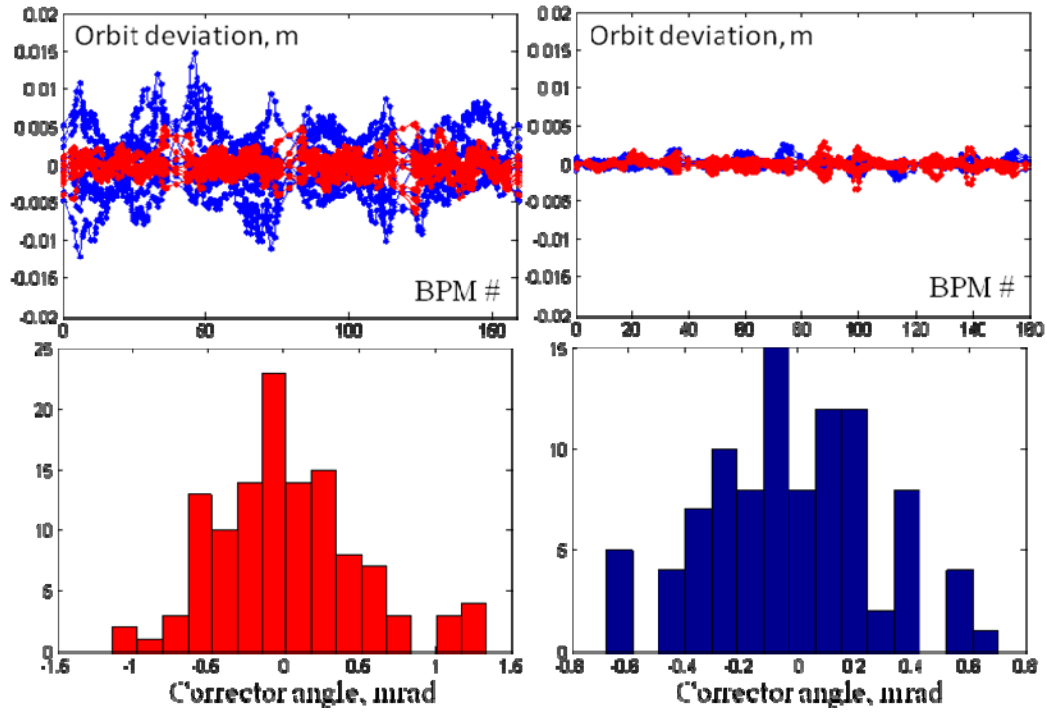 Orbit deviation, m
0.02
0.015
0.01
0.005
0
-0.005
-0.01
-0.015
-0.02
BPM #
0 50 100 150
Orbit deviation, m
0.02
0.015
0.01
0.005
0
-0.005
-0.01
-0.015
-0.02
BPM #
0 20 40 60 80 100 120 140 160
25
20
15
10
5
0
-1.5 -1 -0.5 0 0.5 1 1.5
Corrector angle, mrad
15
10
5
0
-0.8 -0.6 -0.4 -0.2 0 0.2 0.4 0.6 0.8
Corrector angle, mrad